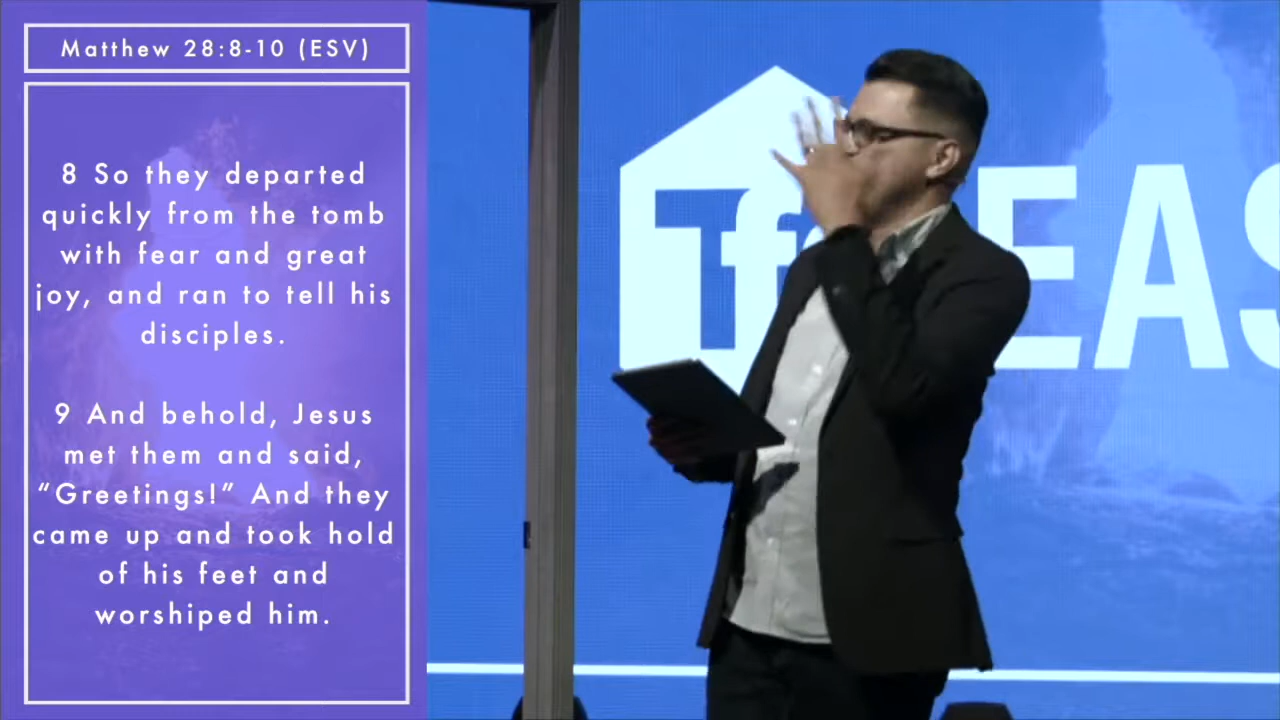 Matthew 28:8-10 (ESV)
8 So they departed
quickly from the tomb
with fear and great
joy, and ran to tell his
disciples.
9 And behold, Jesus
met them and said,
“Greetings!” And they
came up and took hold
of his feet and
worshiped him.